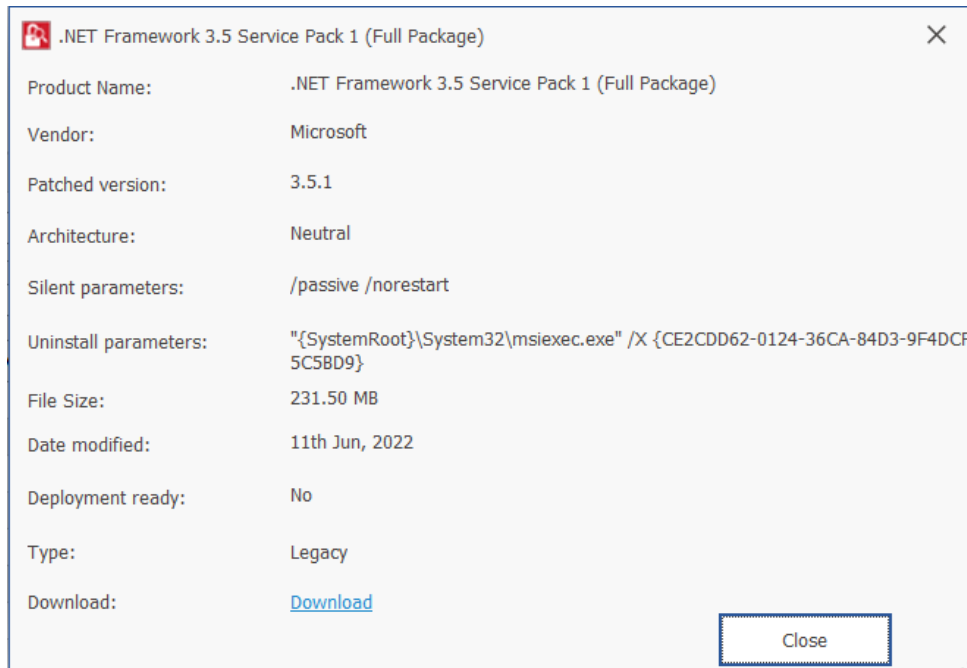 .NET Framework 3.5 Service Pack 1 (Full Package)
Product Name: .NET Framework 3.5 Service Pack 1 (Full Package)
Vendor: Microsoft
Patched version: 3.5.1
Architecture: Neutral
Silent parameters: /passive /norestart
Uninstall parameters: "{SystemRoot}\System32\msiexec.exe" /X {CE2CDD62-0124-36CA-84D3-9F4DCF
5C5BD9}
File Size: 231.50 MB
Date modified: 11th Jun, 2022
Deployment ready: No
Type: Legacy
Download: Download
Close